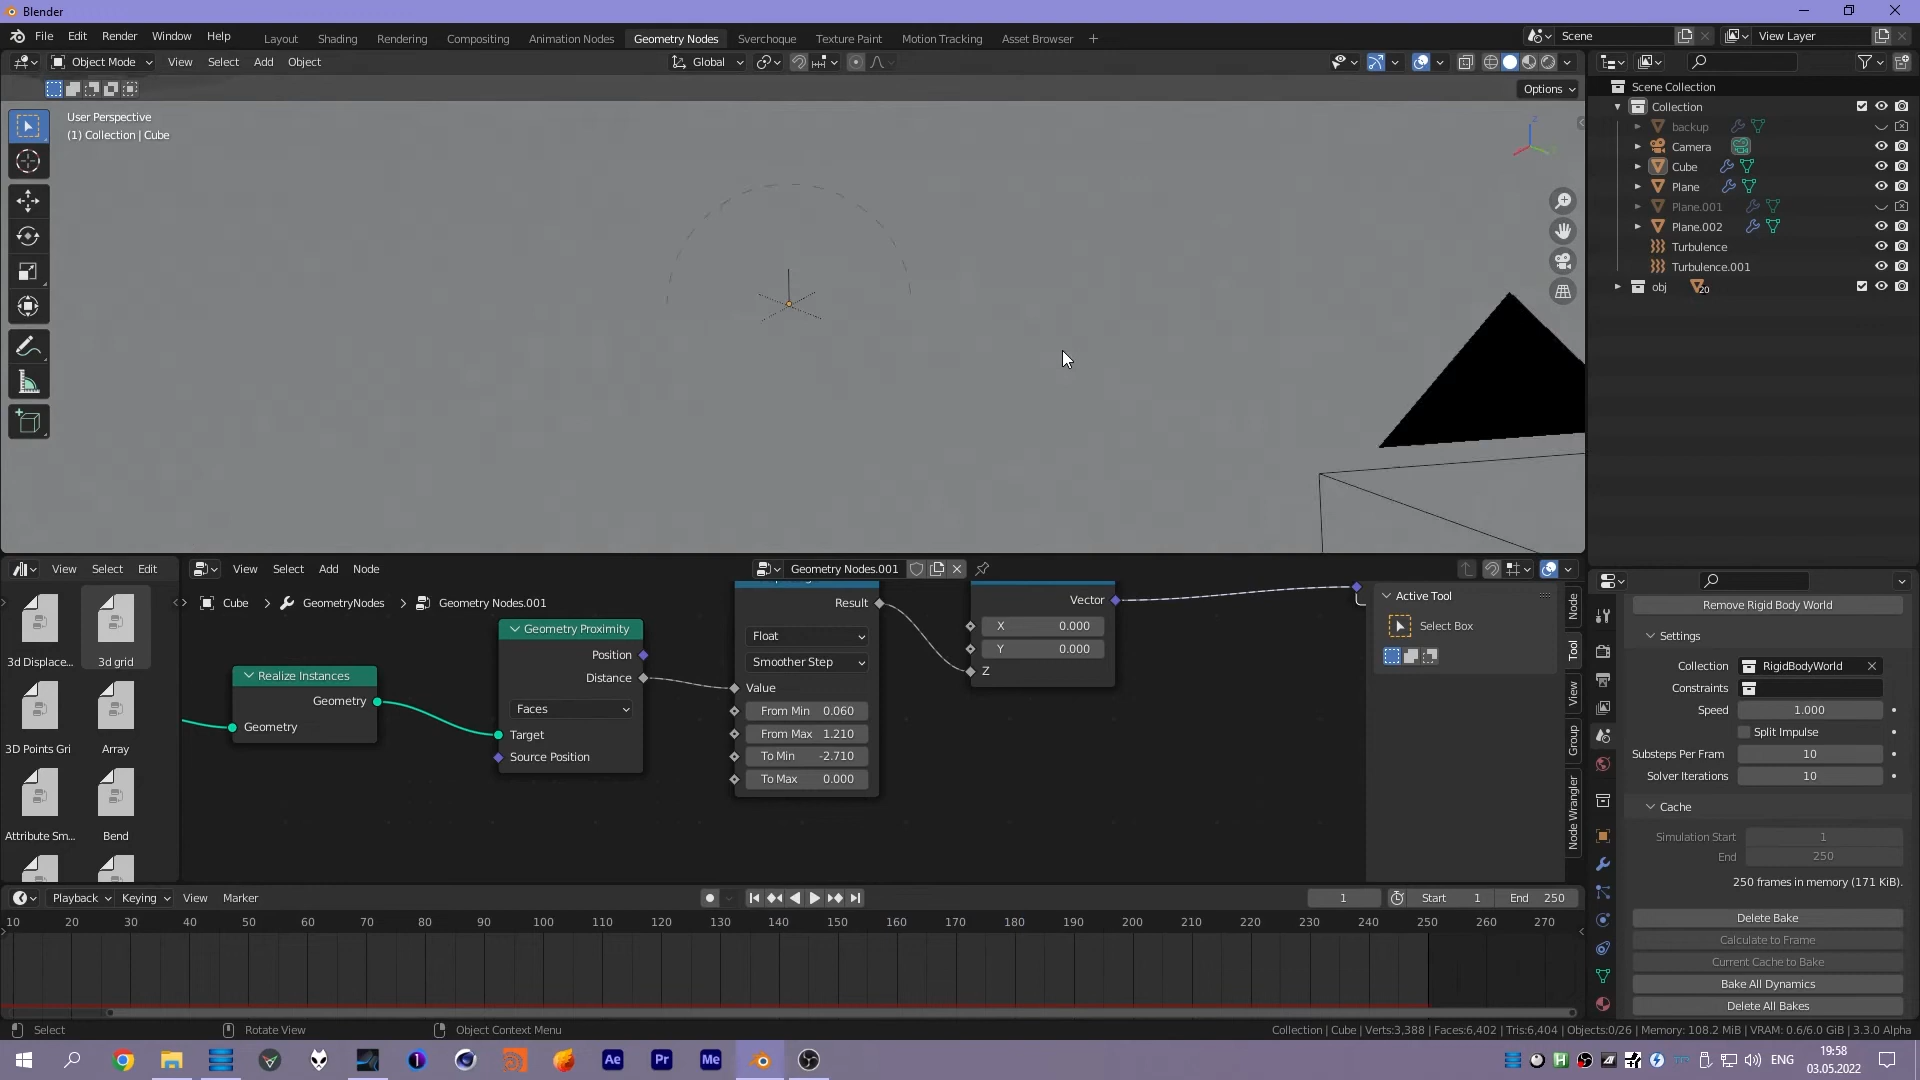 Blender
File Edit Render Window Help
Layout Shading Rendering Compositing Animation Nodes Geometry Nodes Sverchoque Texture Paint Motion Tracking Asset Browser
Scene
View Layer
Object Mode View Select Add Object
Global
Options
User Perspective
(1) Collection | Cube
Scene Collection
Collection
backup
Camera
Cube
Plane
Plane.001
Plane.002
Turbulence
Turbulence.001
obj 20
View Select Edit
View Select Add Node
Geometry Nodes.001
3d Displace...
3d grid
3D Points Gri
Array
Attribute Sm...
Bend
Cube > GeometryNodes > Geometry Nodes.001
Realize Instances
Geometry
Geometry
Geometry Proximity
Position
Distance
Faces
Target
Source Position
Result
Float
Smoother Step
Value
From Min 0.060
From Max 1.210
To Min -2.710
To Max 0.000
Vector
X 0.000
Y 0.000
Z
Active Tool
Select Box
Node
Tool
View
Group
Node Wrangler
Remove Rigid Body World
Settings
Collection RigidBodyWorld
Constraints
Speed 1.000
Split Impulse
Substeps Per Fram 10
Solver Iterations 10
Cache
Simulation Start 1
End 250
250 frames in memory (171 KiB).
Delete Bake
Calculate to Frame
Current Cache to Bake
Bake All Dynamics
Delete All Bakes
Playback Keying View Marker
1
Start 1 End 250
10 20 30 40 50 60 70 80 90 100 110 120 130 140 150 160 170 180 190 200 210 220 230 240 250 260 270
Select Rotate View Object Context Menu
Collection | Cube | Verts:3,388 | Faces:6,402 | Tris:6,404 | Objects:0/26 | Memory: 108.2 MiB | VRAM: 0.6/6.0 GiB | 3.3.0 Alpha
Ae Pr Me
ENG
19:58
03.05.2022